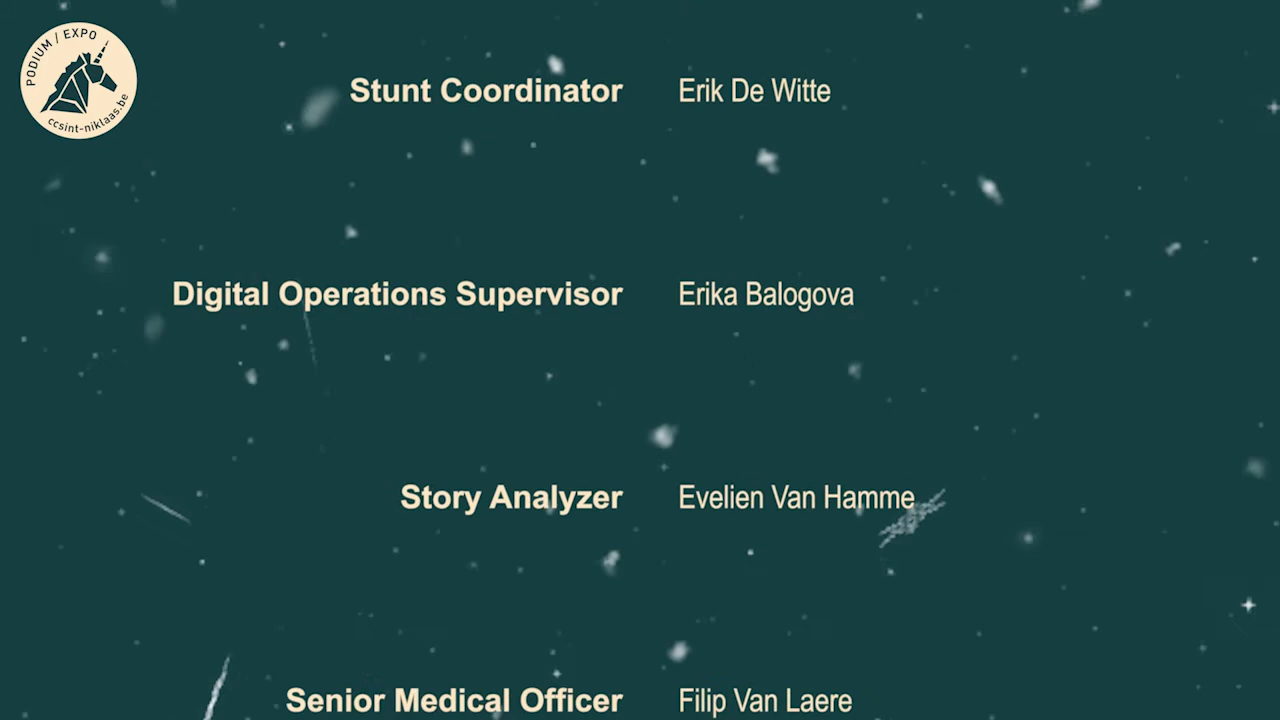 PODIUM / EXPO
ccsint-niklaas.be
Stunt Coordinator Erik De Witte
Digital Operations Supervisor Erika Balogova
Story Analyzer Evelien Van Hamme
Senior Medical Officer Filip Van Laere